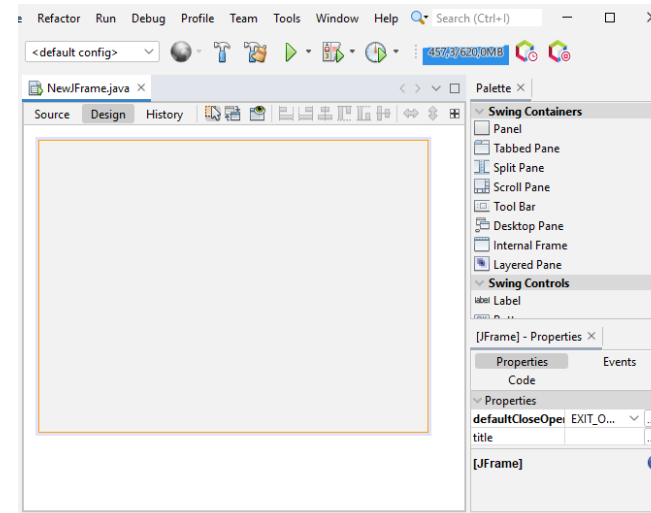 Refactor Run Debug Profile Team Tools Window Help Search (Ctrl+I)
<default config> 457,3/620,0MB
NewJFrame.java Palette
Source Design History
Swing Containers
Panel
Tabbed Pane
Split Pane
Scroll Pane
Tool Bar
Desktop Pane
Internal Frame
Layered Pane
Swing Controls
label Label
[JFrame] - Properties
Properties Events
Code
Properties
defaultCloseOper EXIT_O... ...
title ...
[JFrame]